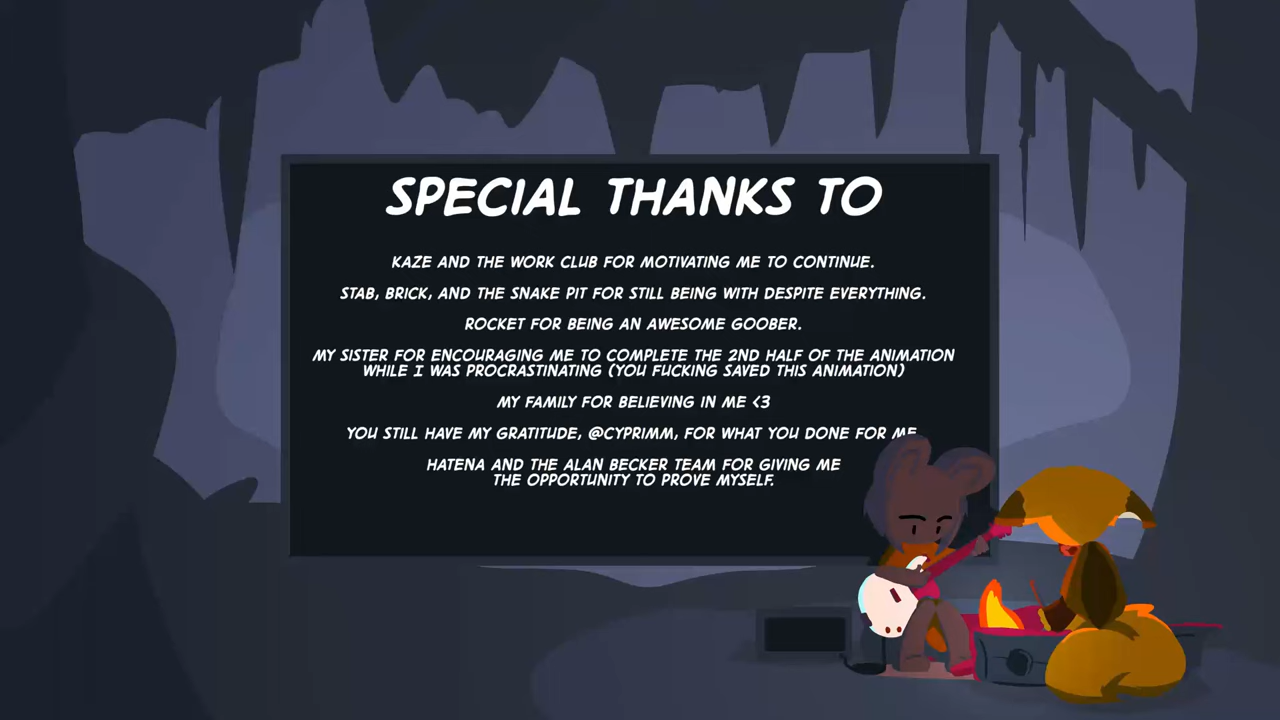 SPECIAL THANKS TO
KAZE AND THE WORK CLUB FOR MOTIVATING ME TO CONTINUE.
STAB, BRICK, AND THE SNAKE PIT FOR STILL BEING WITH DESPITE EVERYTHING.
ROCKET FOR BEING AN AWESOME GOOBER.
MY SISTER FOR ENCOURAGING ME TO COMPLETE THE 2ND HALF OF THE ANIMATION
WHILE I WAS PROCRASTINATING (YOU FUCKING SAVED THIS ANIMATION)
MY FAMILY FOR BELIEVING IN ME <3
YOU STILL HAVE MY GRATITUDE, @CYPRIMM, FOR WHAT YOU DONE FOR ME
HATENA AND THE ALAN BECKER TEAM FOR GIVING ME
THE OPPORTUNITY TO PROVE MYSELF.